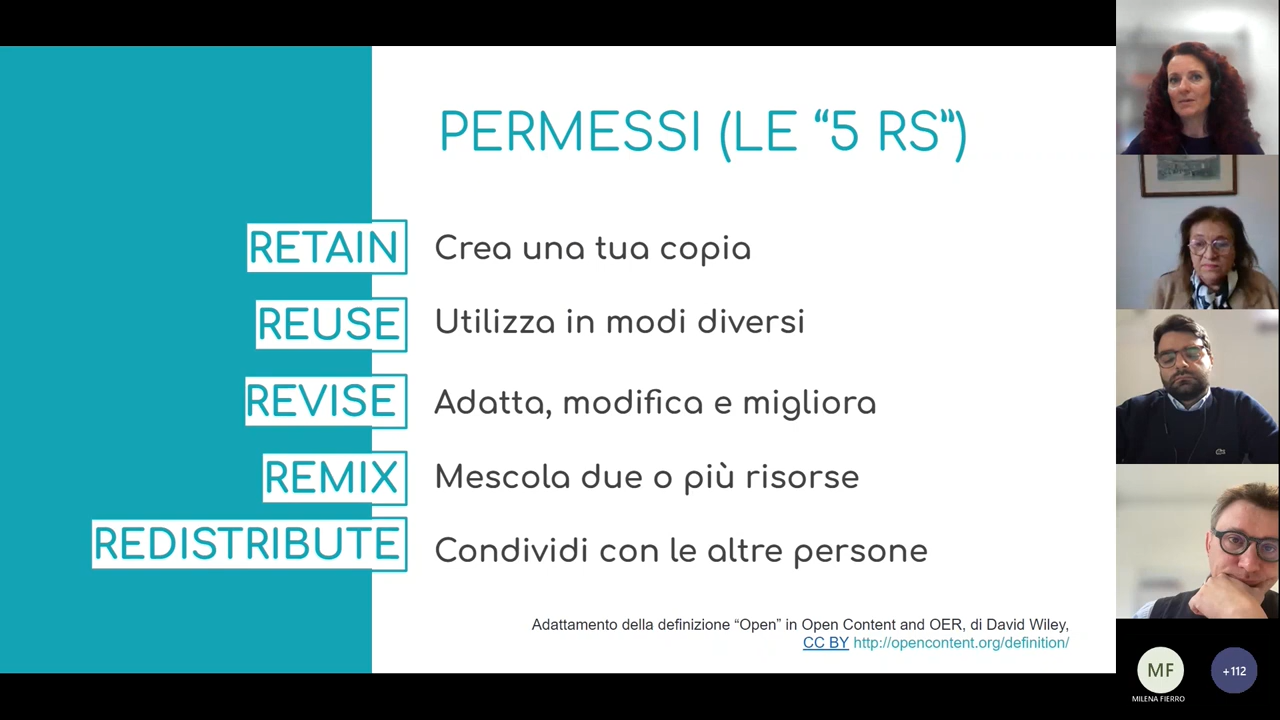 PERMESSI (LE “5 RS”)
RETAIN Crea una tua copia
REUSE Utilizza in modi diversi
REVISE Adatta, modifica e migliora
REMIX Mescola due o più risorse
REDISTRIBUTE Condividi con le altre persone
Adattamento della definizione “Open” in Open Content and OER, di David Wiley,
CC BY http://opencontent.org/definition/
MF
+112
MILENA FIERRO